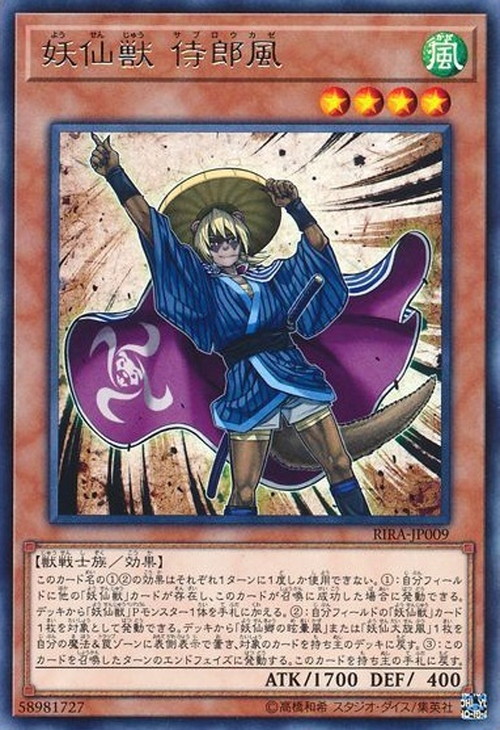 妖仙獣 侍郎風
よう せん じゅう サブロウカゼ
風
RIRA-JP009
【獣戦士族／効果】
このカード名の①②の効果はそれぞれ1ターンに1度しか使用できない。①：自分フィール
ドに他の「妖仙獣」カードが存在し、このカードが召喚に成功した場合に発動できる。
デッキから「妖仙獣」Pモンスター1体を手札に加える。②：自分フィールドの「妖仙獣」カード
1枚を対象として発動できる。デッキから「妖仙郷の眩暈風」または「妖仙大旋風」1枚を
自分の魔法&罠ゾーンに表側表示で置き、対象のカードを持ち主のデッキに戻す。③：こ
のカードを召喚したターンのエンドフェイズに発動する。このカードを持ち主の手札に戻す。
ATK/1700 DEF/ 400
58981727
©高橋和希 スタジオ・ダイス/集英社